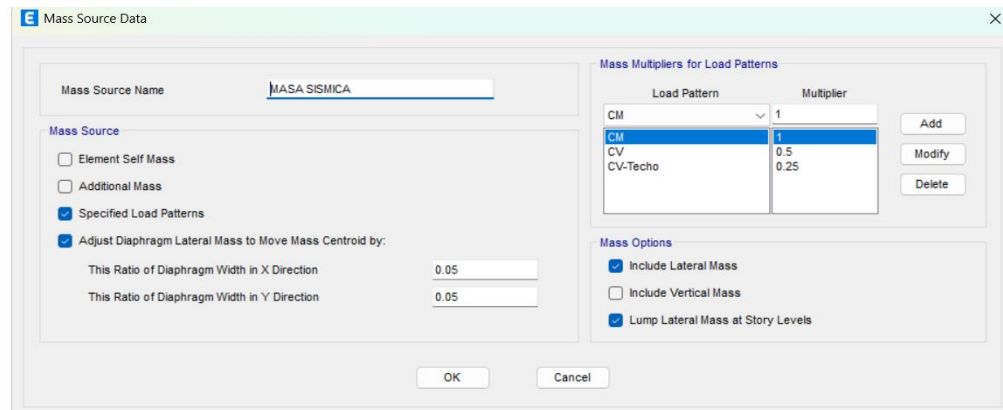 E Mass Source Data
Mass Source Name MASA SISMICA
Mass Source
Element Self Mass
Additional Mass
Specified Load Patterns
Adjust Diaphragm Lateral Mass to Move Mass Centroid by:
This Ratio of Diaphragm Width in X Direction 0.05
This Ratio of Diaphragm Width in Y Direction 0.05
Mass Multipliers for Load Patterns
Load Pattern Multiplier
CM 1
CM 1
CV 0.5
CV-Techo 0.25
Add
Modify
Delete
Mass Options
Include Lateral Mass
Include Vertical Mass
Lump Lateral Mass at Story Levels
OK Cancel